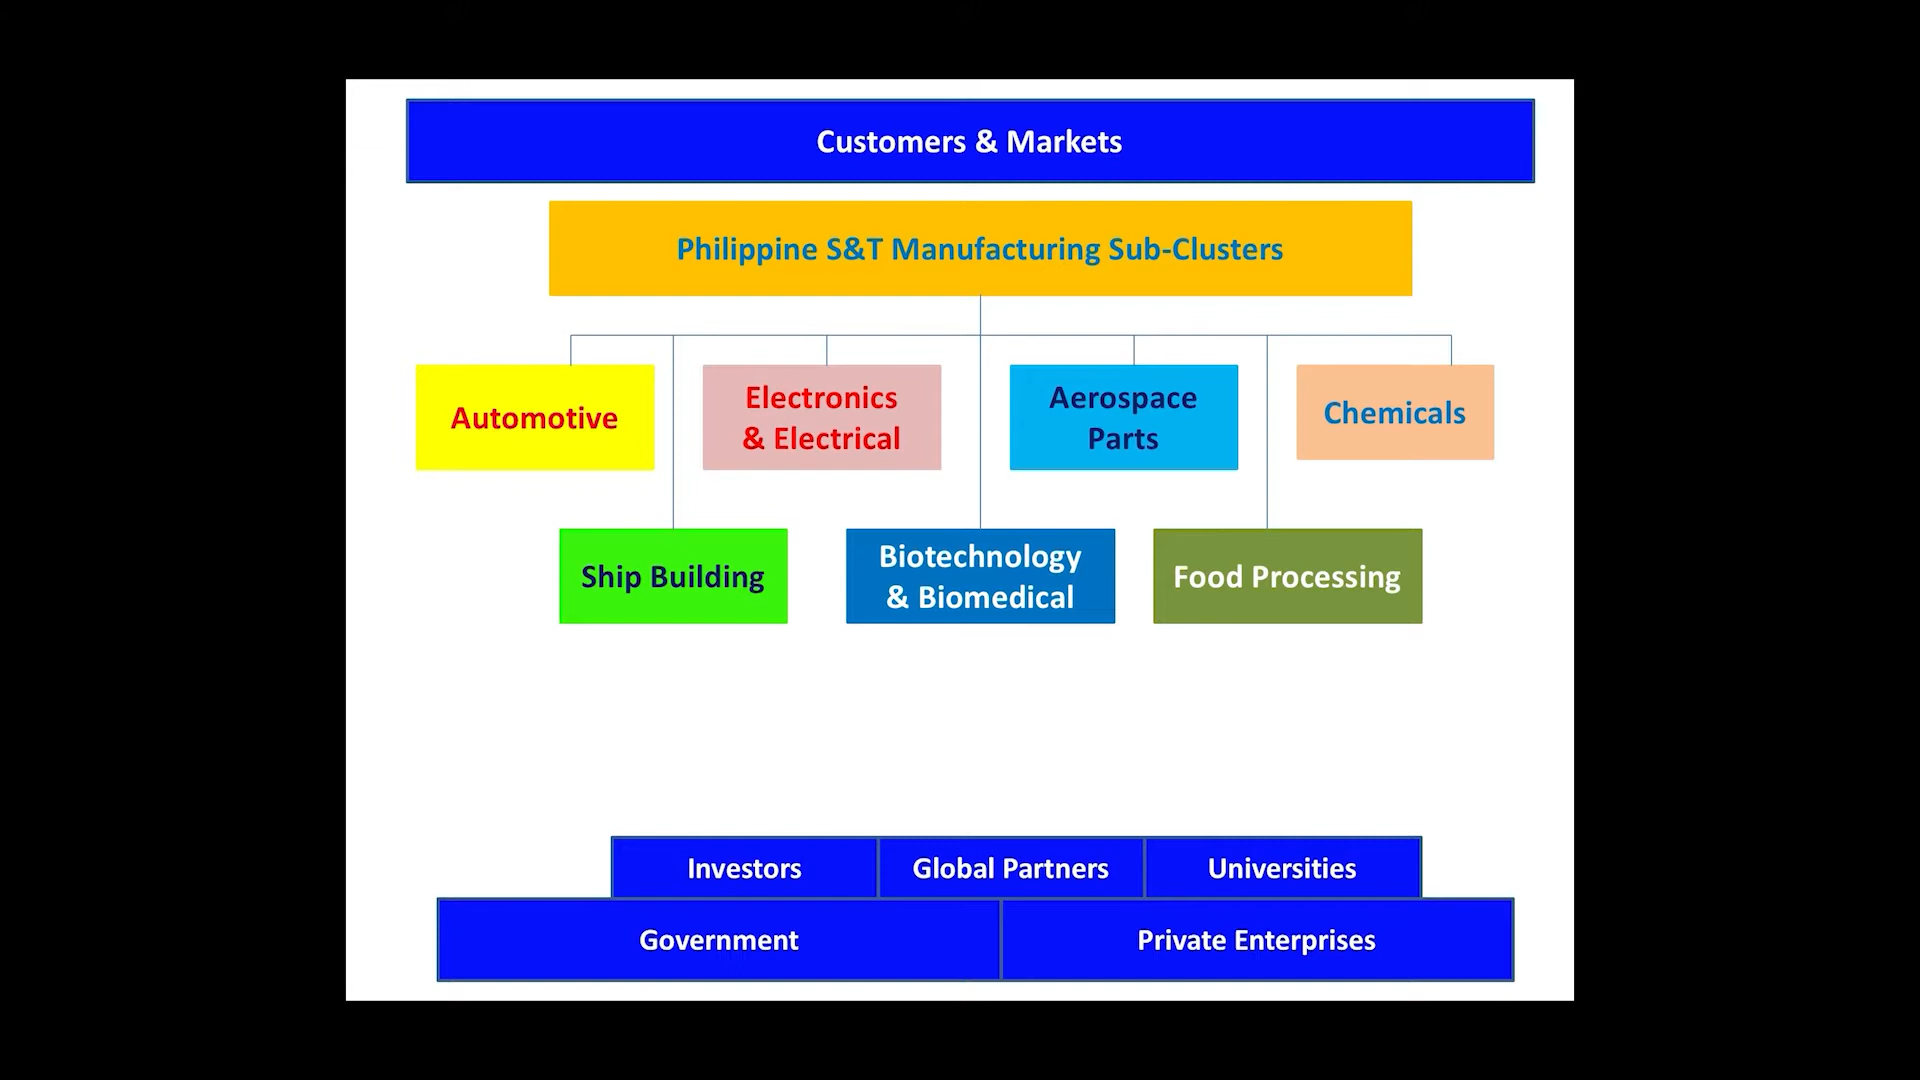 Customers & Markets
Philippine S&T Manufacturing Sub-Clusters
Automotive
Electronics
& Electrical
Aerospace
Parts
Chemicals
Ship Building
Biotechnology
& Biomedical
Food Processing
Investors
Global Partners
Universities
Government
Private Enterprises